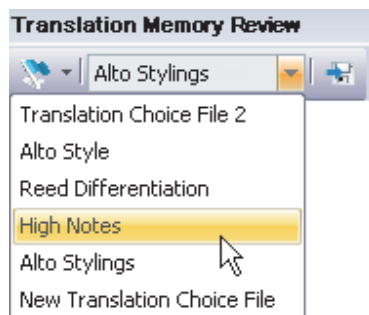 Translation Memory Review
Alto Stylings
Translation Choice File 2
Alto Style
Reed Differentiation
High Notes
Alto Stylings
New Translation Choice File